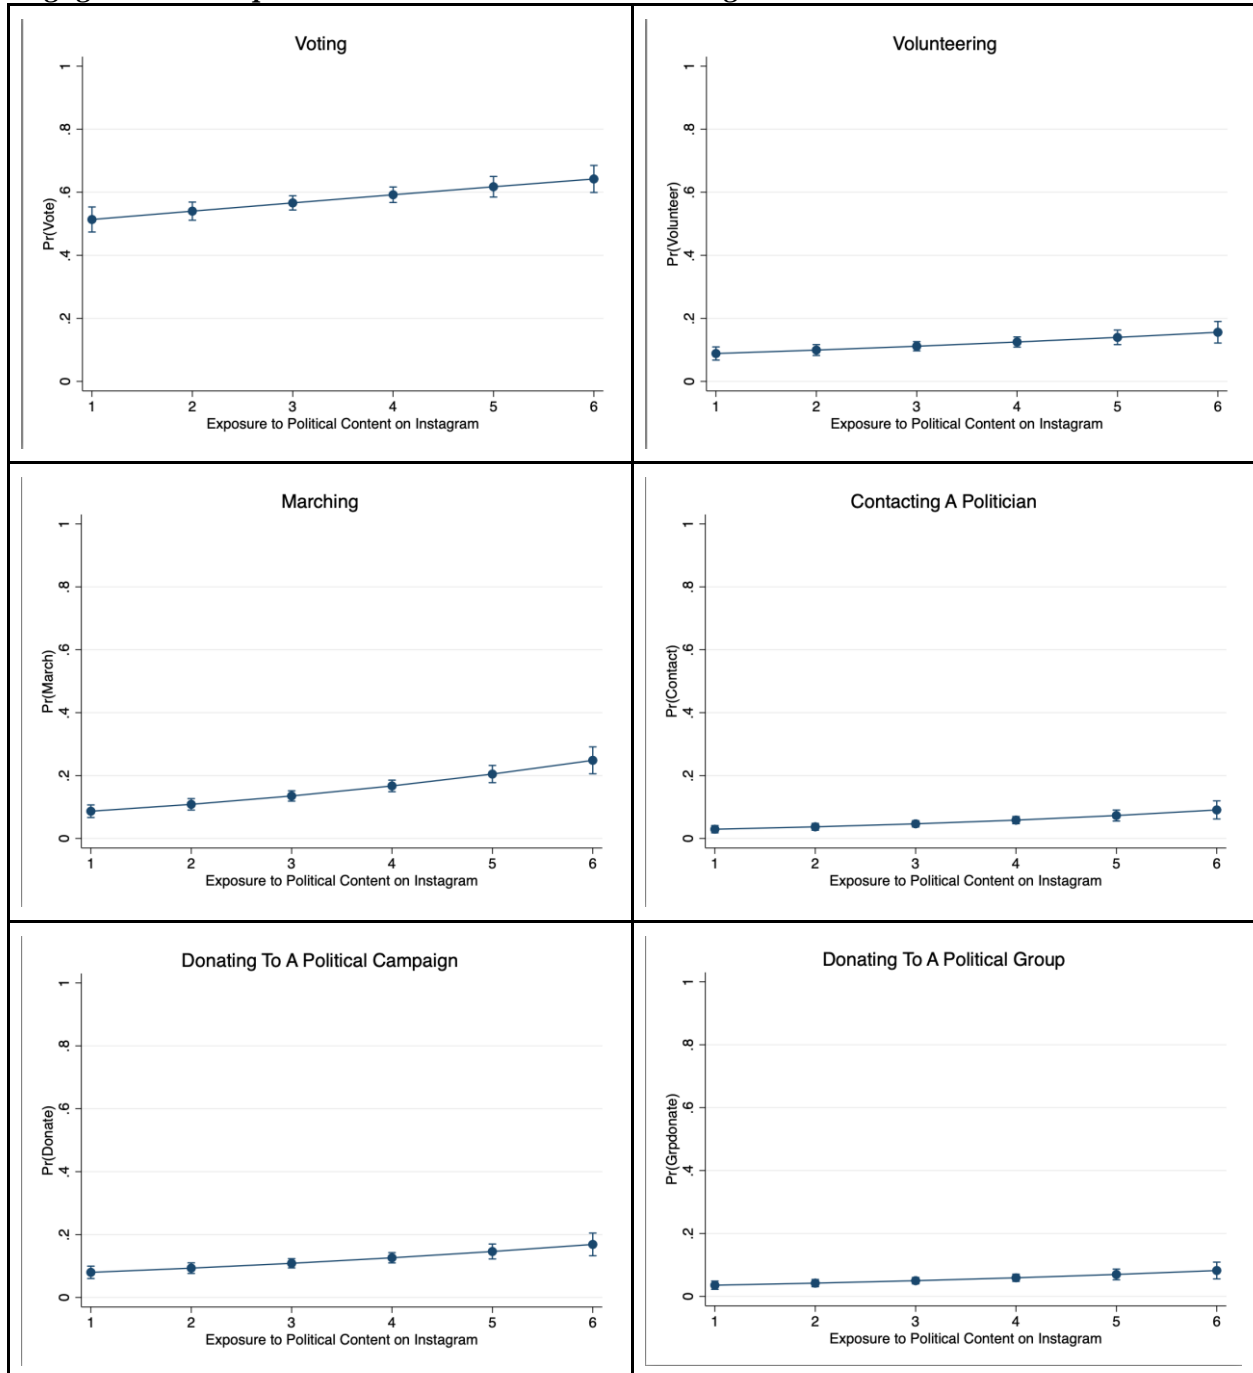 Voting
1
.8
.6
.4
.2
0
Pr(Vote)
1 2 3 4 5 6
Exposure to Political Content on Instagram
Volunteering
1
.8
.6
.4
.2
0
Pr(Volunteer)
1 2 3 4 5 6
Exposure to Political Content on Instagram
Marching
1
.8
.6
.4
.2
0
Pr(March)
1 2 3 4 5 6
Exposure to Political Content on Instagram
Contacting A Politician
1
.8
.6
.4
.2
0
Pr(Contact)
1 2 3 4 5 6
Exposure to Political Content on Instagram
Donating To A Political Campaign
1
.8
.6
.4
.2
0
Pr(Donate)
1 2 3 4 5 6
Exposure to Political Content on Instagram
Donating To A Political Group
1
.8
.6
.4
.2
0
Pr(Grpdonate)
1 2 3 4 5 6
Exposure to Political Content on Instagram